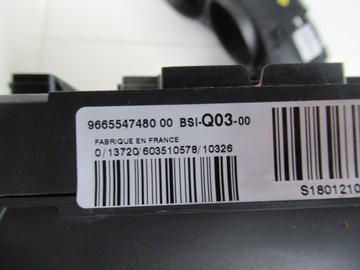 9665547480 00 BSI-Q03-00
FABRIQUE EN FRANCE
0/13720/603510578/10326
S1801210